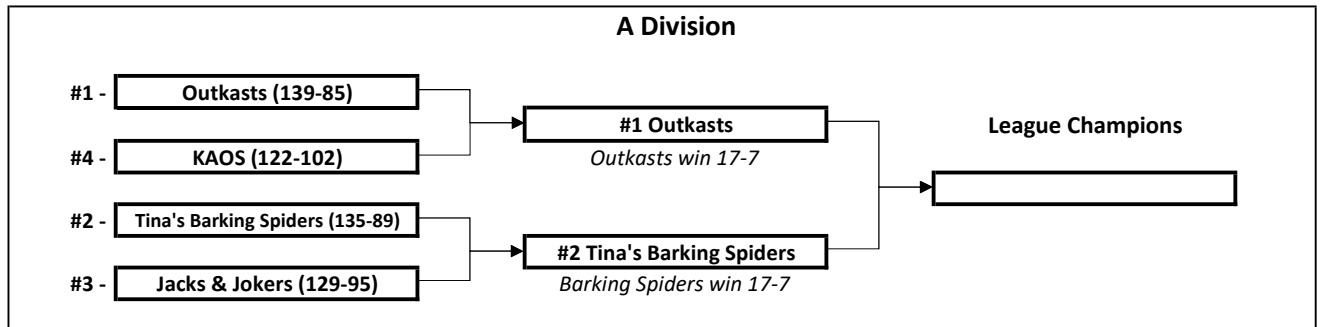 A Division
#1 - Outkasts (139-85)
#4 - KAOS (122-102)
#1 Outkasts
Outkasts win 17-7
#2 - Tina's Barking Spiders (135-89)
#3 - Jacks & Jokers (129-95)
#2 Tina's Barking Spiders
Barking Spiders win 17-7
League Champions